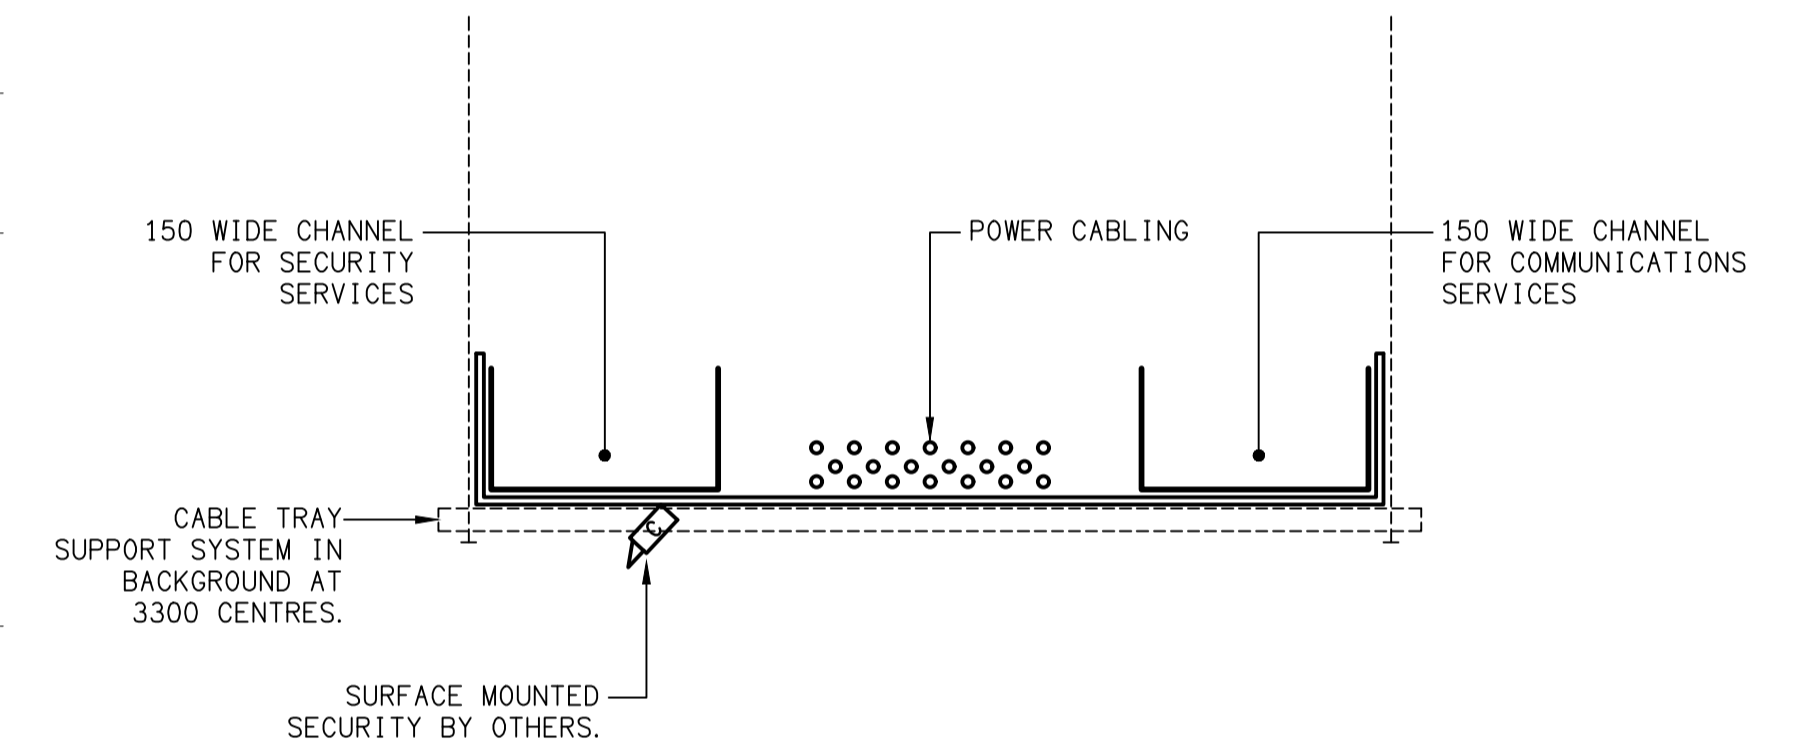 150 WIDE CHANNEL
FOR SECURITY
SERVICES
POWER CABLING
150 WIDE CHANNEL
FOR COMMUNICATIONS
SERVICES
CABLE TRAY
SUPPORT SYSTEM IN
BACKGROUND AT
3300 CENTRES.
C
SURFACE MOUNTED
SECURITY BY OTHERS.